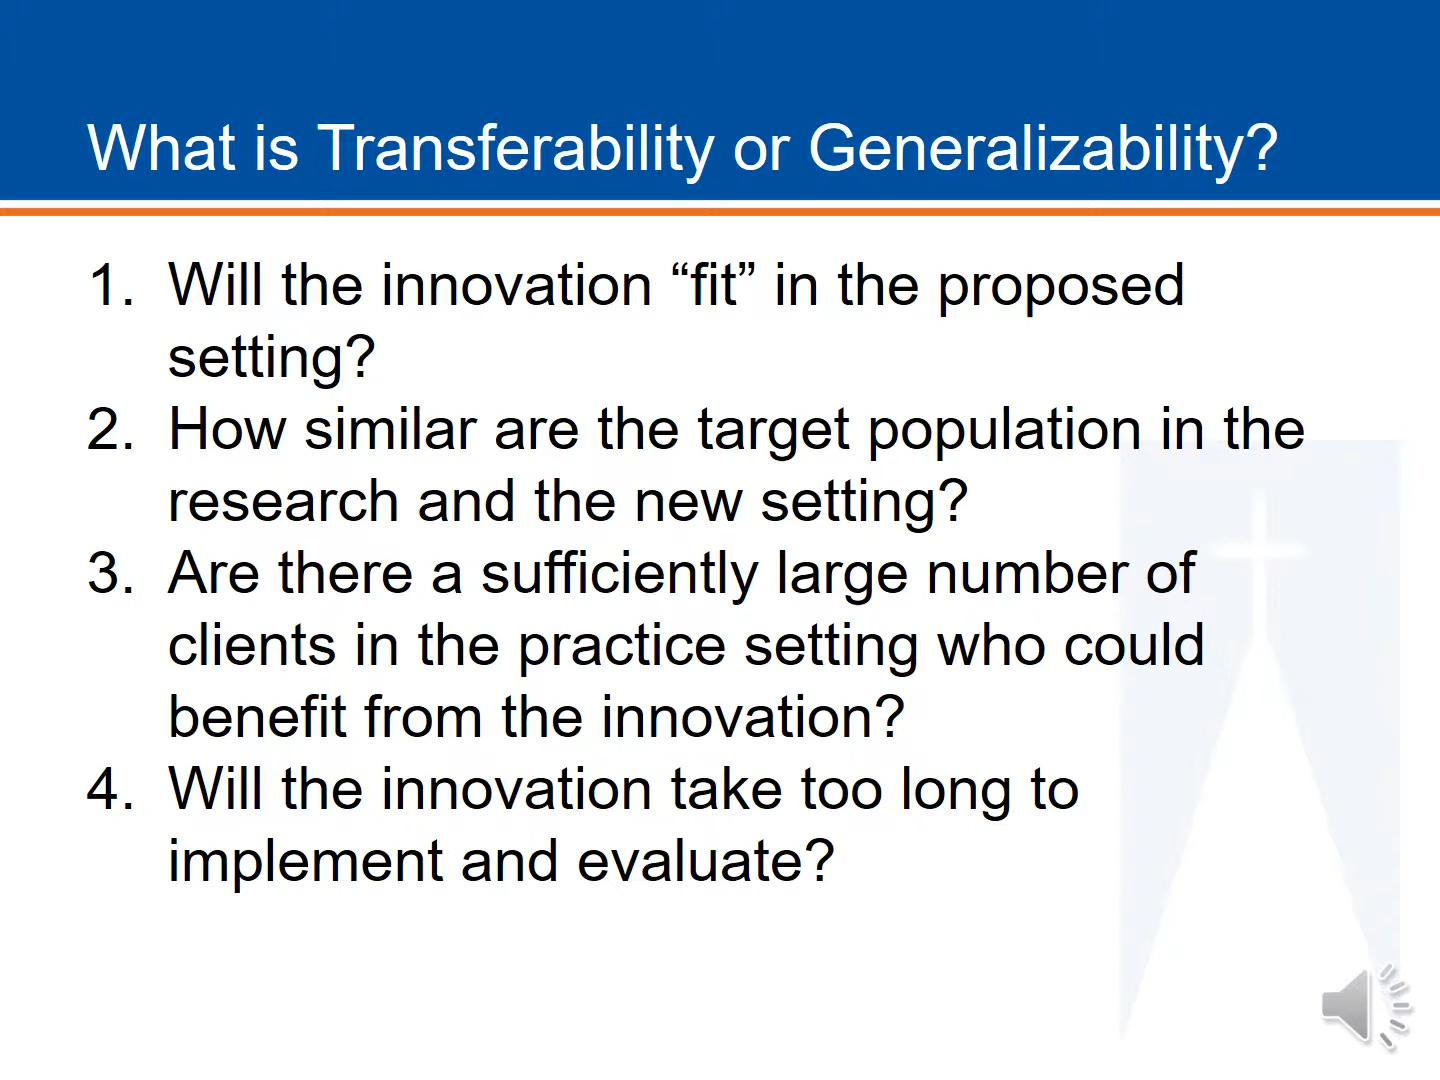 What is Transferability or Generalizability?
1. Will the innovation “fit” in the proposed
setting?
2. How similar are the target population in the
research and the new setting?
3. Are there a sufficiently large number of
clients in the practice setting who could
benefit from the innovation?
4. Will the innovation take too long to
implement and evaluate?